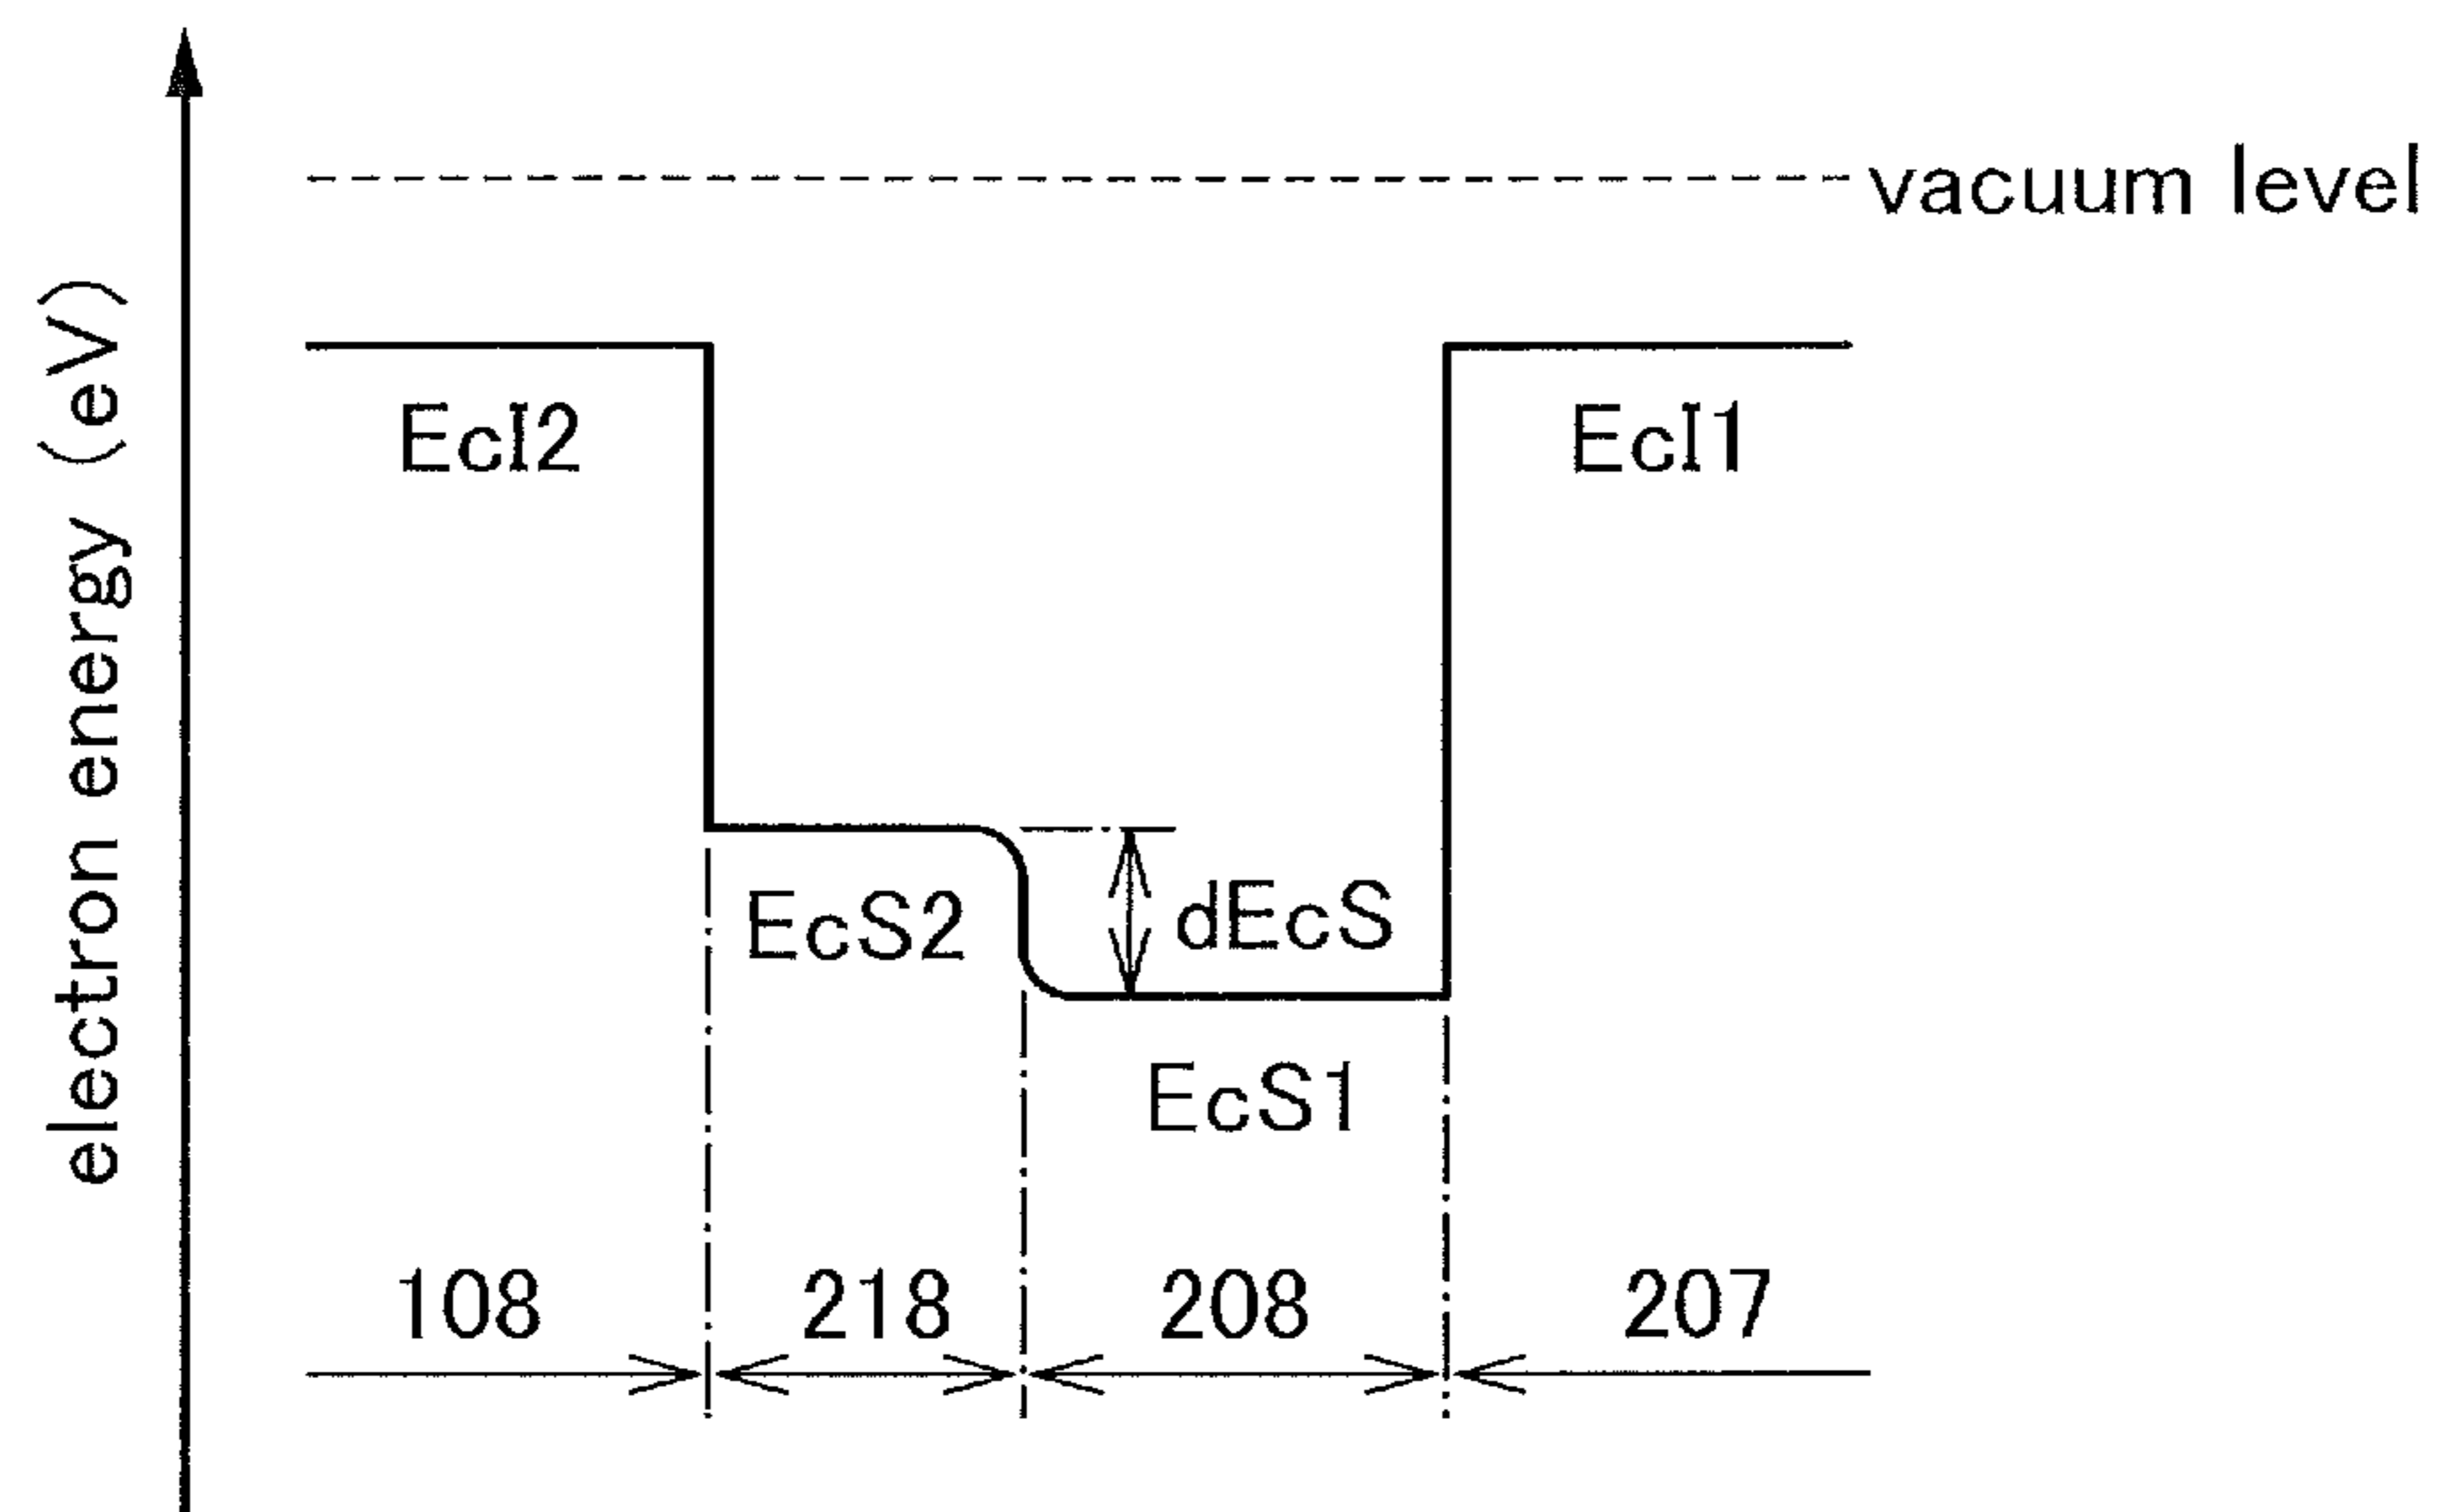 vacuum level
electron energy (eV)
EcI2
EcI1
EcS2
dEcS
EcS1
108
218
208
207